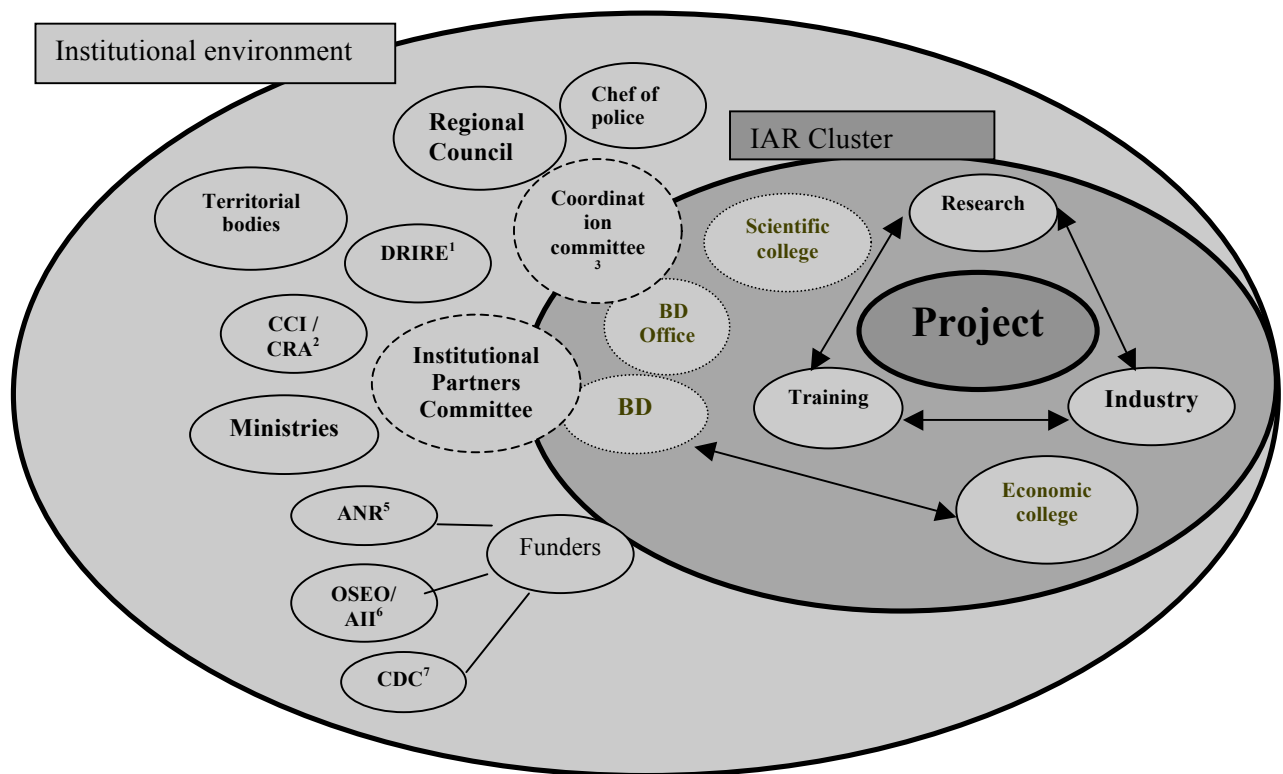 Institutional environment
Chef of
police
Regional
Council
IAR Cluster
Territorial
bodies
Coordinat
ion
committee
3
Scientific
college
Research
DRIRE1
BD
Office
Project
CCI /
CRA2
Institutional
Partners
Committee
Training
Industry
BD
Ministries
Economic
college
ANR5
Funders
OSEO/
AII6
CDC7